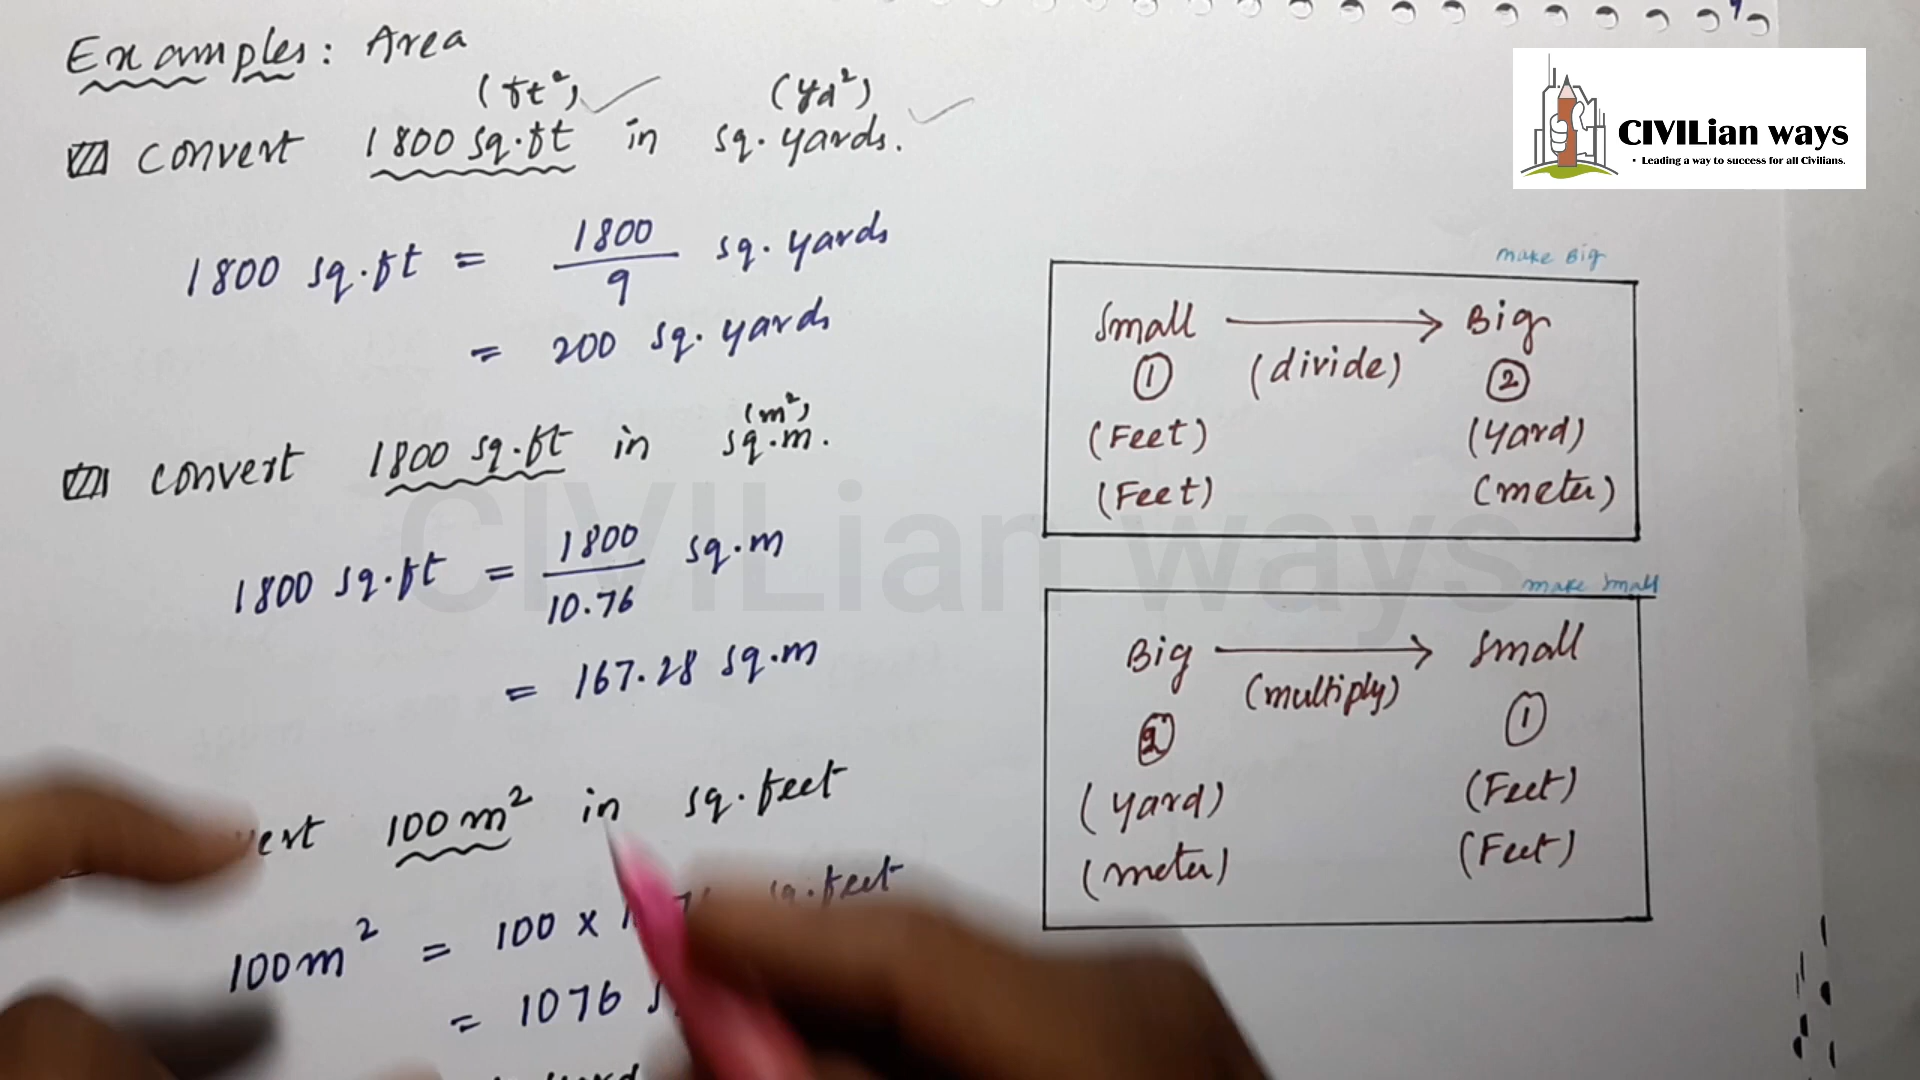 Examples: Area
(ft²) (yd²)
convert 1800 sq.ft in sq. yards.
1800 sq.ft = 1800/9 sq. yards
= 200 sq. yards
(m²)
convert 1800 sq.ft in sq.m.
1800 sq.ft = 1800/10.76 sq.m
= 167.28 sq.m
100m² in sq. feet
100m² = 100 x sq. feet
= 1076
CIVILian ways
• Leading a way to success for all Civilians.
make Big
Small → Big
① (divide) ②
(Feet) (yard)
(Feet) (meter)
make small
Big → Small
(multiply)
② ①
(yard) (Feet)
(meter) (Feet)
CIVILian ways